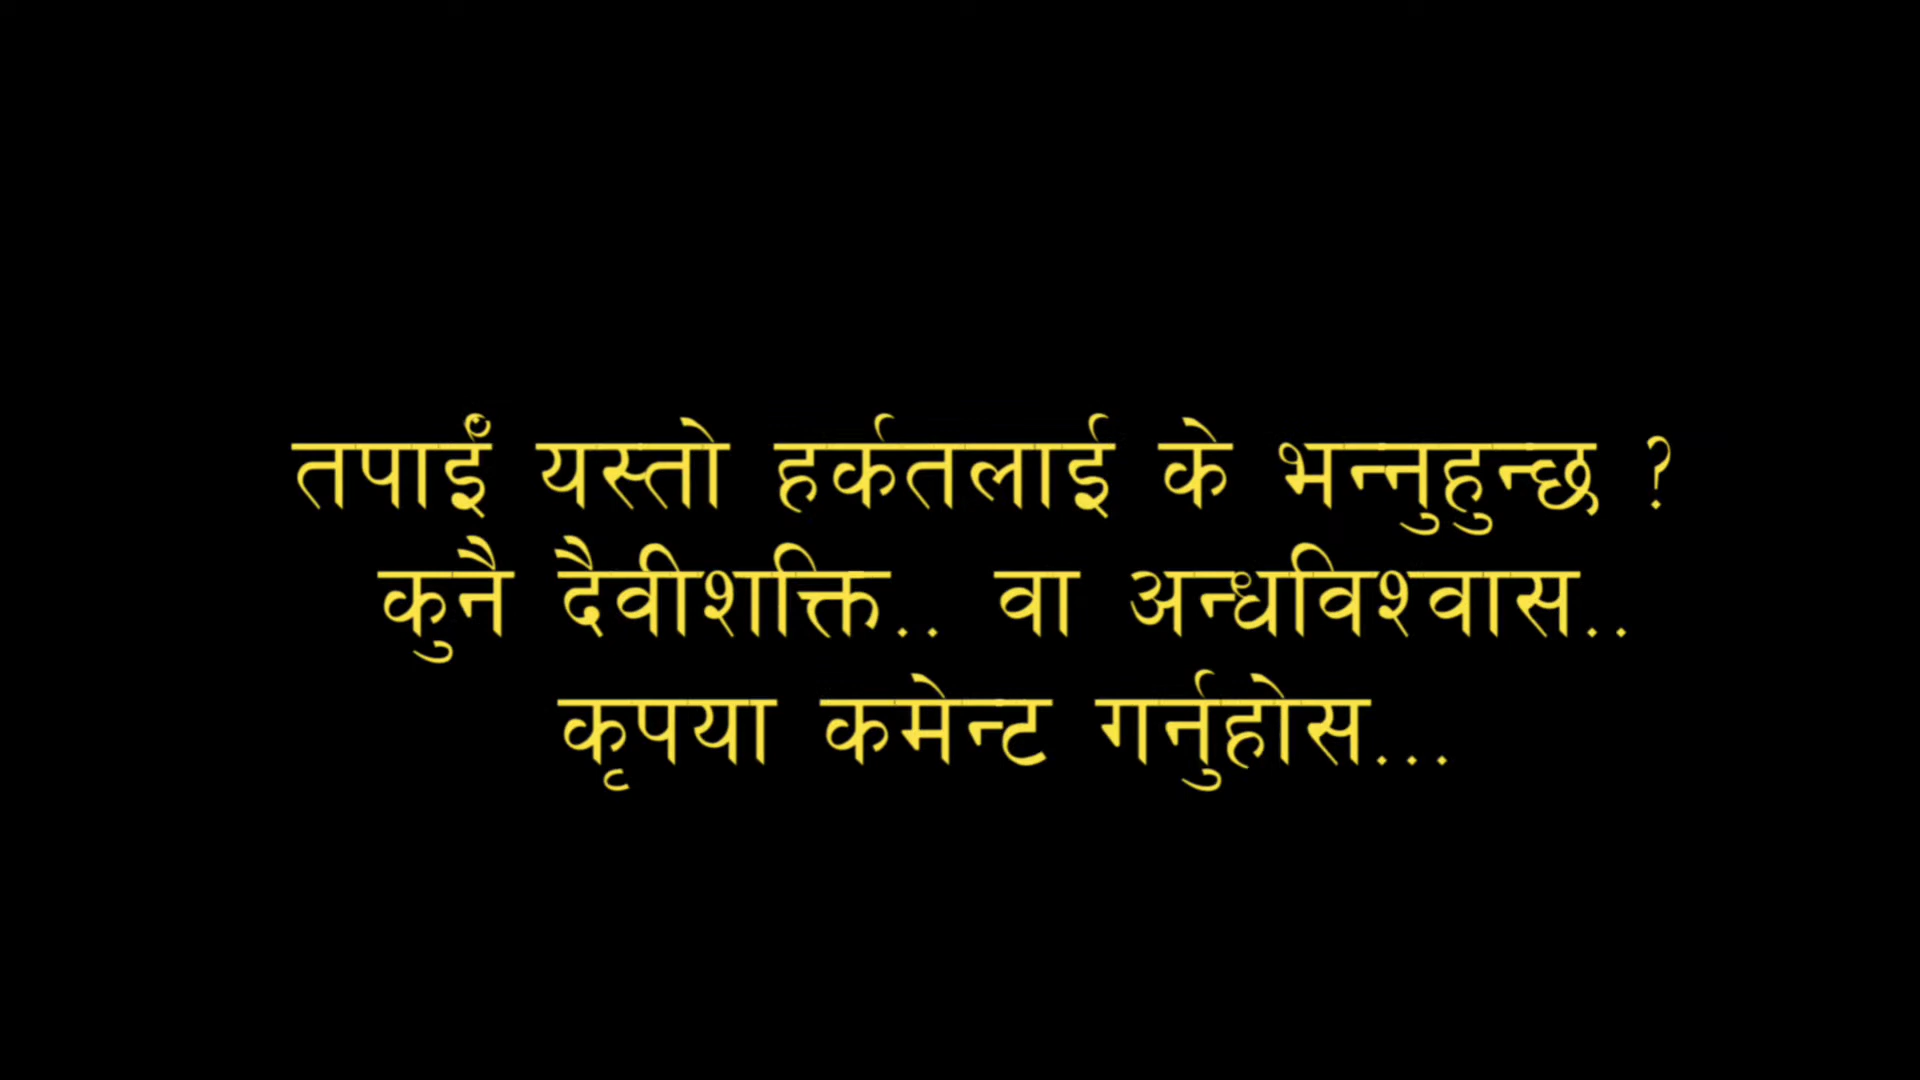 तपाईँ यस्तो हर्कतलाई के भन्नुहुन्छ ?
कुनै दैवीशक्ति.. वा अन्धविश्वास..
कृपया कमेन्ट गर्नुहोस...